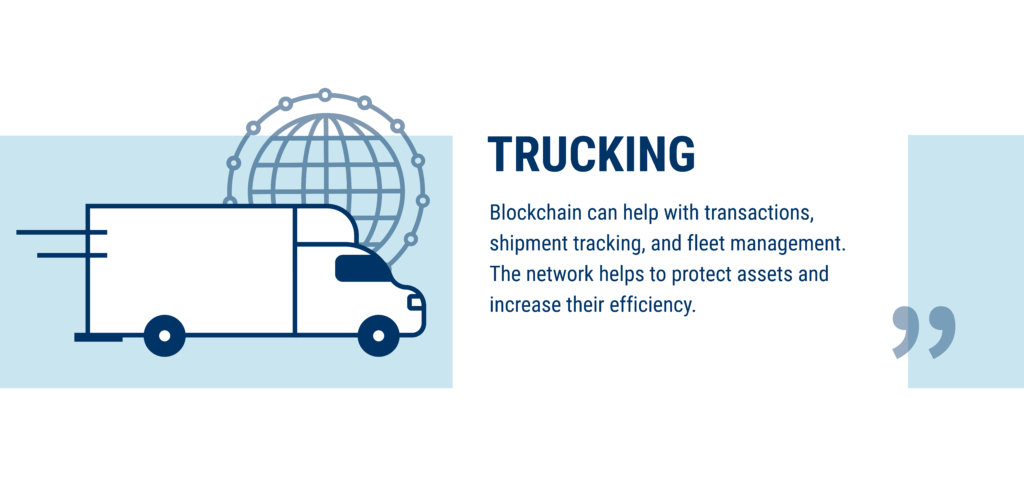 TRUCKING
Blockchain can help with transactions,
shipment tracking, and fleet management.
The network helps to protect assets and
increase their efficiency.
”